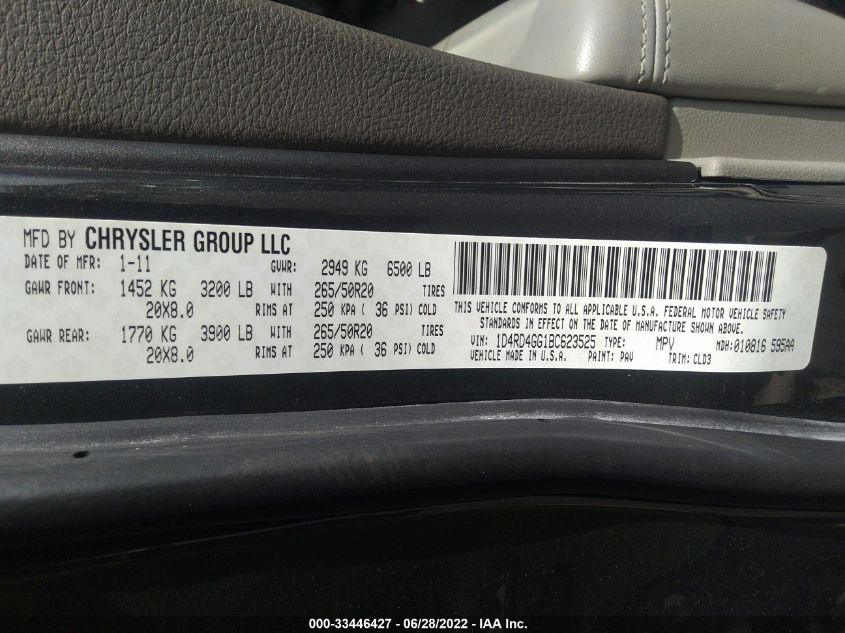 MFD BY CHRYSLER GROUP LLC
DATE OF MFR: 1-11 GVWR: 2949 KG 6500 LB
GAWR FRONT: 1452 KG 3200 LB WITH 265/50R20 TIRES
20X8.0 RIMS AT 250 KPA ( 36 PSI) COLD
GAWR REAR: 1770 KG 3900 LB WITH 265/50R20 TIRES
20X8.0 RIMS AT 250 KPA ( 36 PSI) COLD
THIS VEHICLE CONFORMS TO ALL APPLICABLE U.S.A. FEDERAL MOTOR VEHICLE SAFETY
STANDARDS IN EFFECT ON THE DATE OF MANUFACTURE SHOWN ABOVE.
VIN: 1D4RD4GG1BC623525 TYPE: MPV MDH: 010816 595AA
VEHICLE MADE IN U.S.A. PAINT: PAV TRIM: CLD3
000-33446427 - 06/28/2022 - IAA Inc.